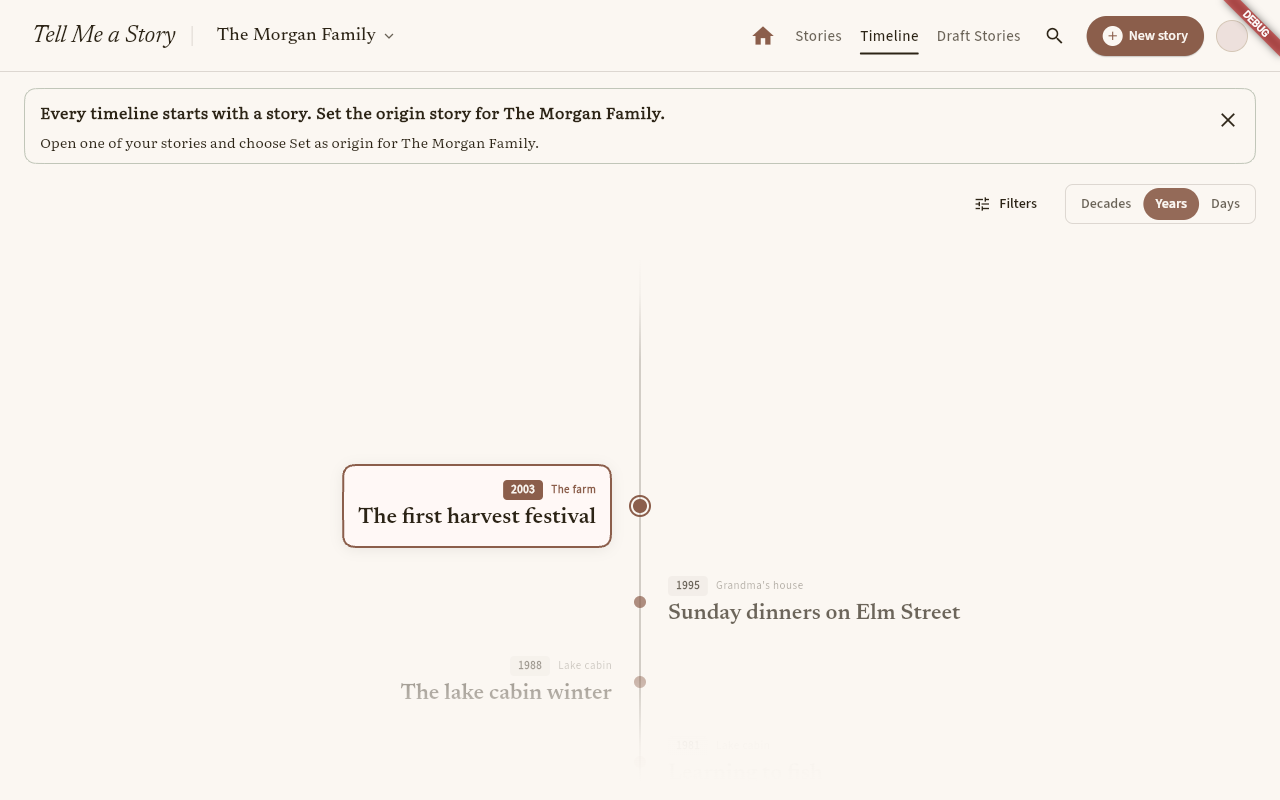 Tell Me a Story
The Morgan Family
Stories
Timeline
Draft Stories
New story
DEBUG
Every timeline starts with a story. Set the origin story for The Morgan Family.
Open one of your stories and choose Set as origin for The Morgan Family.
Filters
Decades
Years
Days
2003 The farm
The first harvest festival
1995 Grandma's house
Sunday dinners on Elm Street
1988 Lake cabin
The lake cabin winter